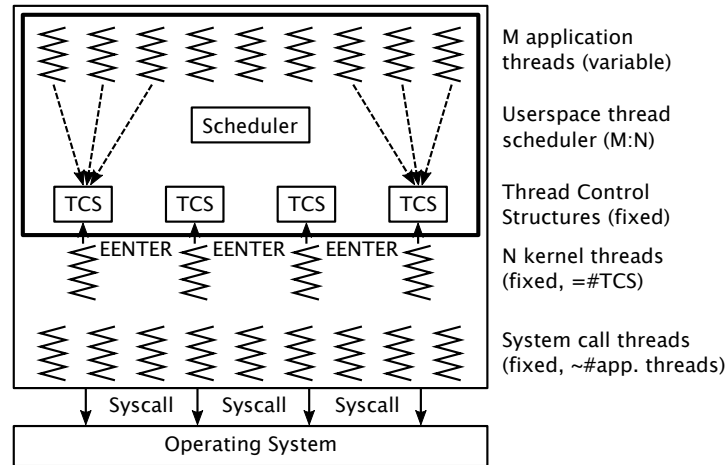 M application
threads (variable)
Userspace thread
scheduler (M:N)
Scheduler
TCS
TCS
TCS
TCS
Thread Control
Structures (fixed)
EENTER
EENTER
EENTER
N kernel threads
(fixed, =#TCS)
System call threads
(fixed, ~#app. threads)
Syscall
Syscall
Syscall
Operating System